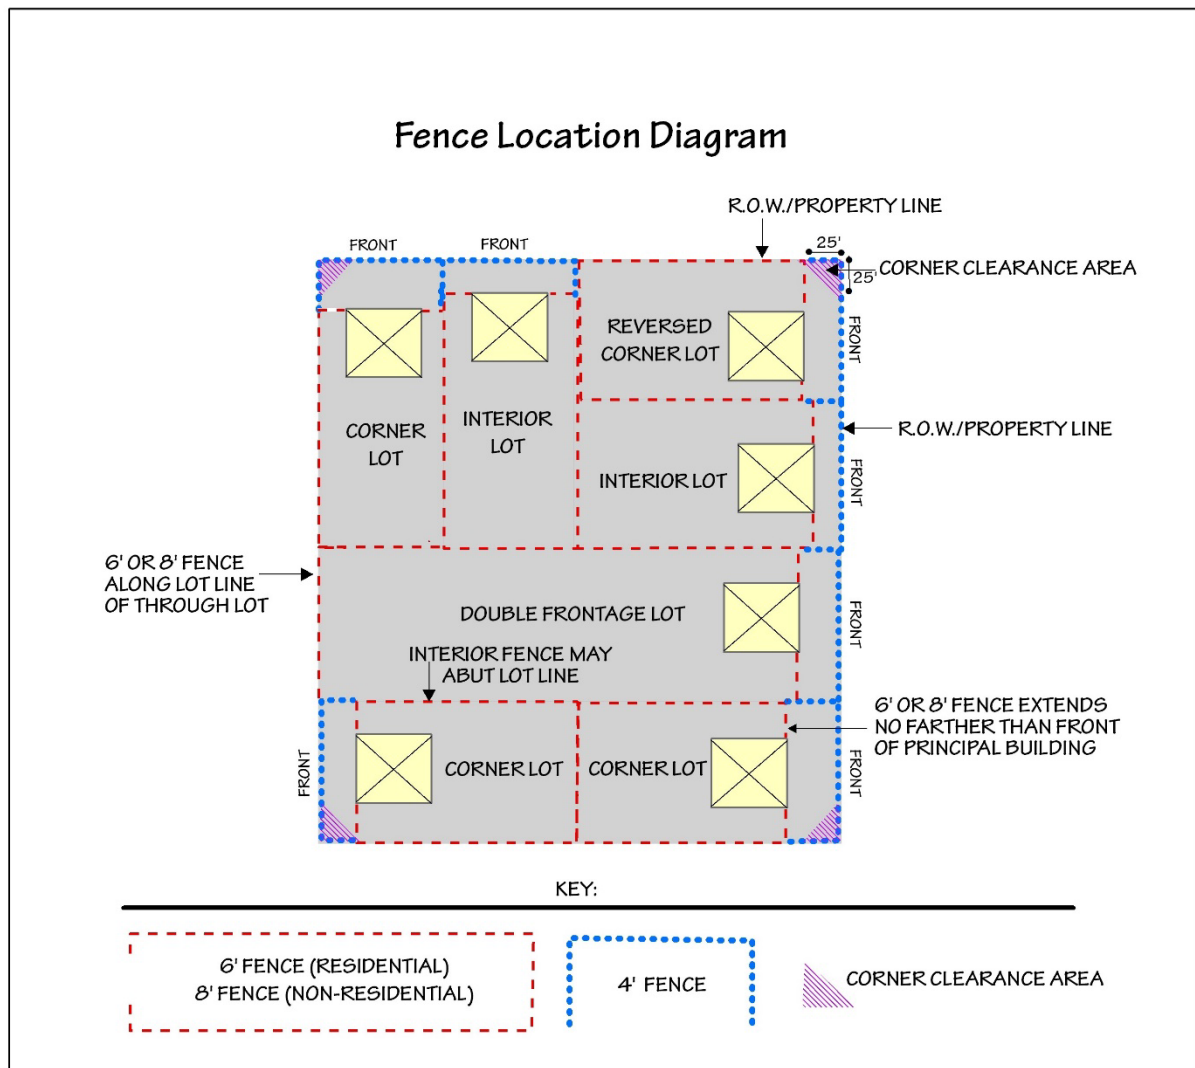 Fence Location Diagram
R.O.W./PROPERTY LINE
FRONT
FRONT
25'
25'
CORNER CLEARANCE AREA
FRONT
REVERSED
CORNER LOT
CORNER
LOT
INTERIOR
LOT
R.O.W./PROPERTY LINE
INTERIOR LOT
FRONT
6' OR 8' FENCE
ALONG LOT LINE
OF THROUGH LOT
DOUBLE FRONTAGE LOT
FRONT
INTERIOR FENCE MAY
ABUT LOT LINE
6' OR 8' FENCE EXTENDS
NO FARTHER THAN FRONT
OF PRINCIPAL BUILDING
FRONT
CORNER LOT
CORNER LOT
FRONT
KEY:
6' FENCE (RESIDENTIAL)
8' FENCE (NON-RESIDENTIAL)
4' FENCE
CORNER CLEARANCE AREA